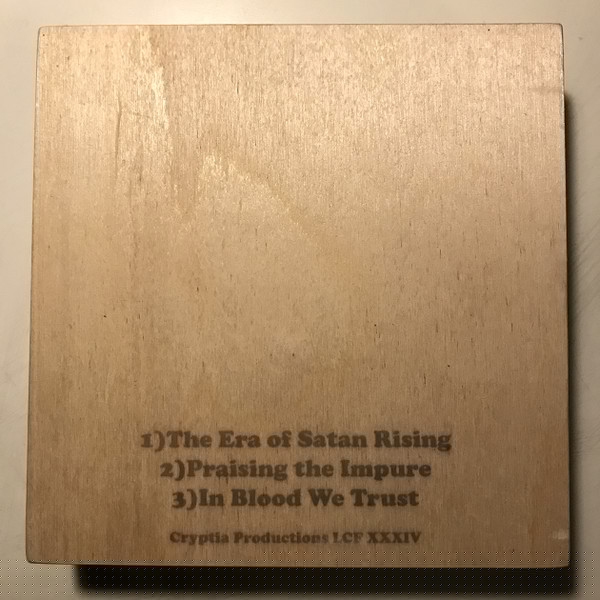 1)The Era of Satan Rising
2)Praising the Impure
3)In Blood We Trust
Cryptia Productions LCF XXXIV